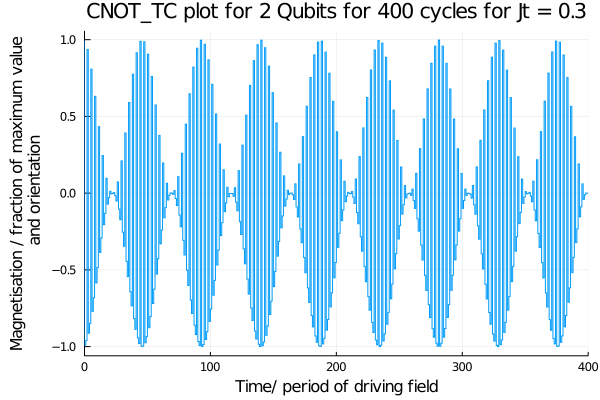 CNOT_TC plot for 2 Qubits for 400 cycles for Jt = 0.3
Magnetisation / fraction of maximum value
and orientation
1.0
0.5
0.0
−0.5
−1.0
0 100 200 300 400
Time/ period of driving field